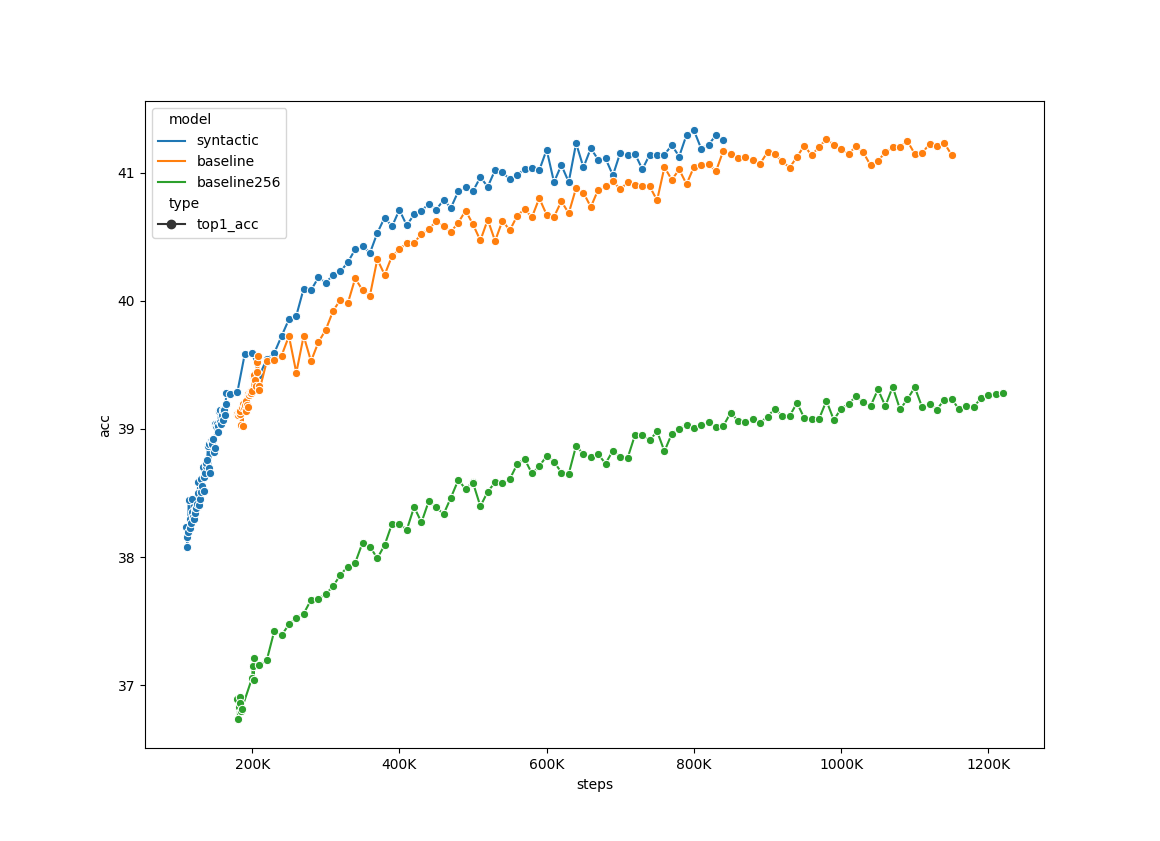 model
syntactic
baseline
baseline256
type
top1_acc
acc
41
40
39
38
37
200K 400K 600K 800K 1000K 1200K
steps